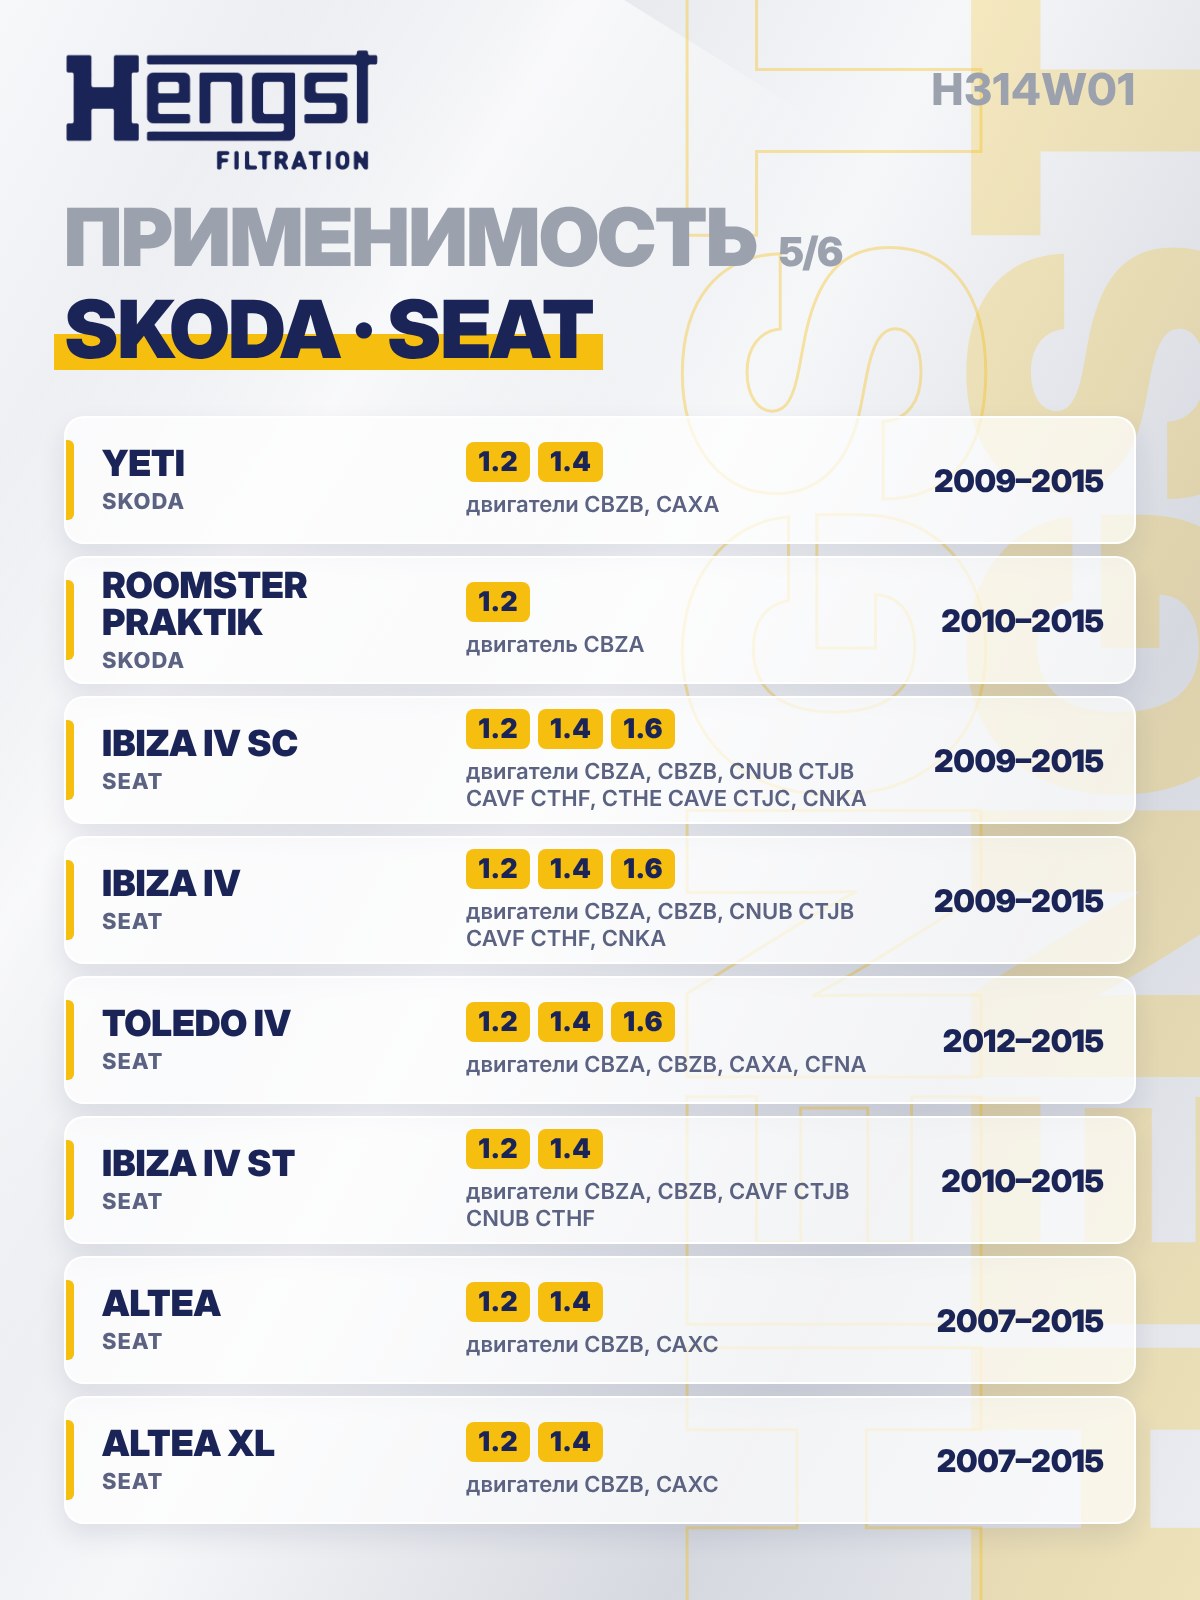 Hengst
FILTRATION
H314W01
ПРИМЕНИМОСТЬ 5/6
SKODA · SEAT
YETI
SKODA
1.2 1.4
двигатели CBZB, CAXA
2009–2015
ROOMSTER
PRAKTIK
SKODA
1.2
двигатель CBZA
2010–2015
IBIZA IV SC
SEAT
1.2 1.4 1.6
двигатели CBZA, CBZB, CNUB CTJB
CAVF CTHF, CTHE CAVE CTJC, CNKA
2009–2015
IBIZA IV
SEAT
1.2 1.4 1.6
двигатели CBZA, CBZB, CNUB CTJB
CAVF CTHF, CNKA
2009–2015
TOLEDO IV
SEAT
1.2 1.4 1.6
двигатели CBZA, CBZB, CAXA, CFNA
2012–2015
IBIZA IV ST
SEAT
1.2 1.4
двигатели CBZA, CBZB, CAVF CTJB
CNUB CTHF
2010–2015
ALTEA
SEAT
1.2 1.4
двигатели CBZB, CAXC
2007–2015
ALTEA XL
SEAT
1.2 1.4
двигатели CBZB, CAXC
2007–2015
HENGST
HENGST